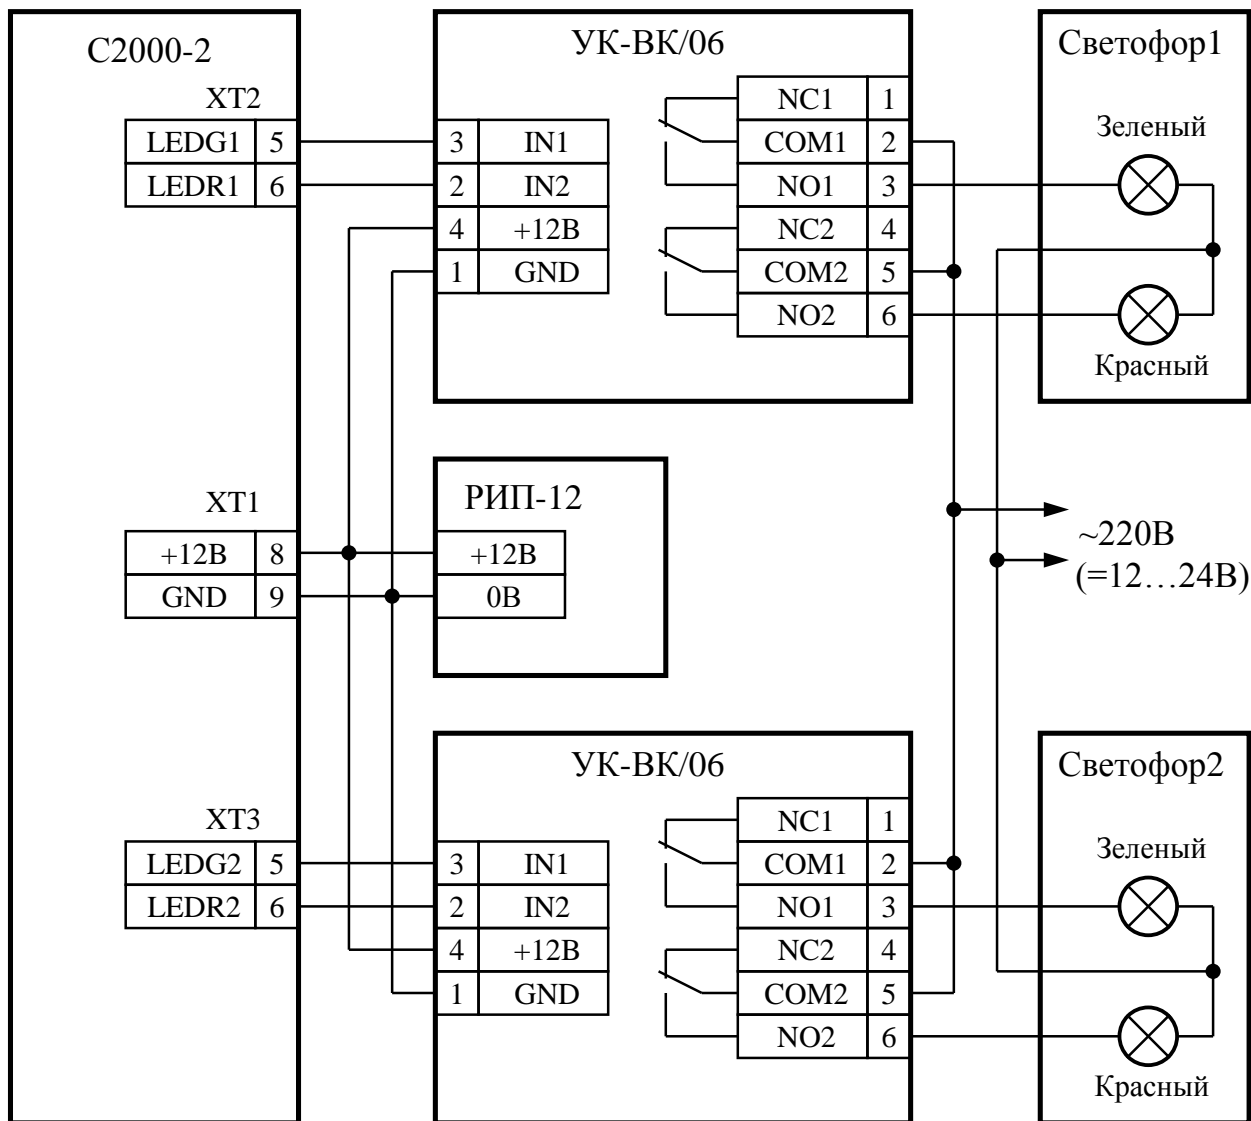 С2000-2
XT2
LEDG1 5
LEDR1 6
XT1
+12В 8
GND 9
XT3
LEDG2 5
LEDR2 6
УК-ВК/06
3 IN1
2 IN2
4 +12В
1 GND
NC1 1
COM1 2
NO1 3
NC2 4
COM2 5
NO2 6
Светофор1
Зеленый
Красный
РИП-12
+12В
0В
~220В
(=12…24В)
УК-ВК/06
3 IN1
2 IN2
4 +12В
1 GND
NC1 1
COM1 2
NO1 3
NC2 4
COM2 5
NO2 6
Светофор2
Зеленый
Красный